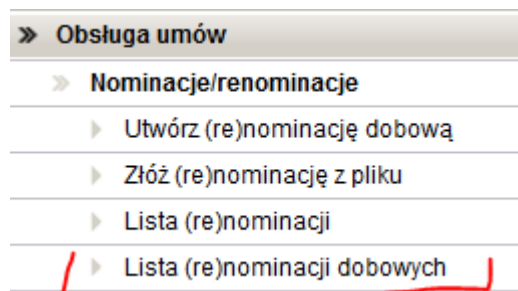 Obsługa umów
Nominacje/renominacje
Utwórz (re)nominację dobową
Złóż (re)nominację z pliku
Lista (re)nominacji
Lista (re)nominacji dobowych